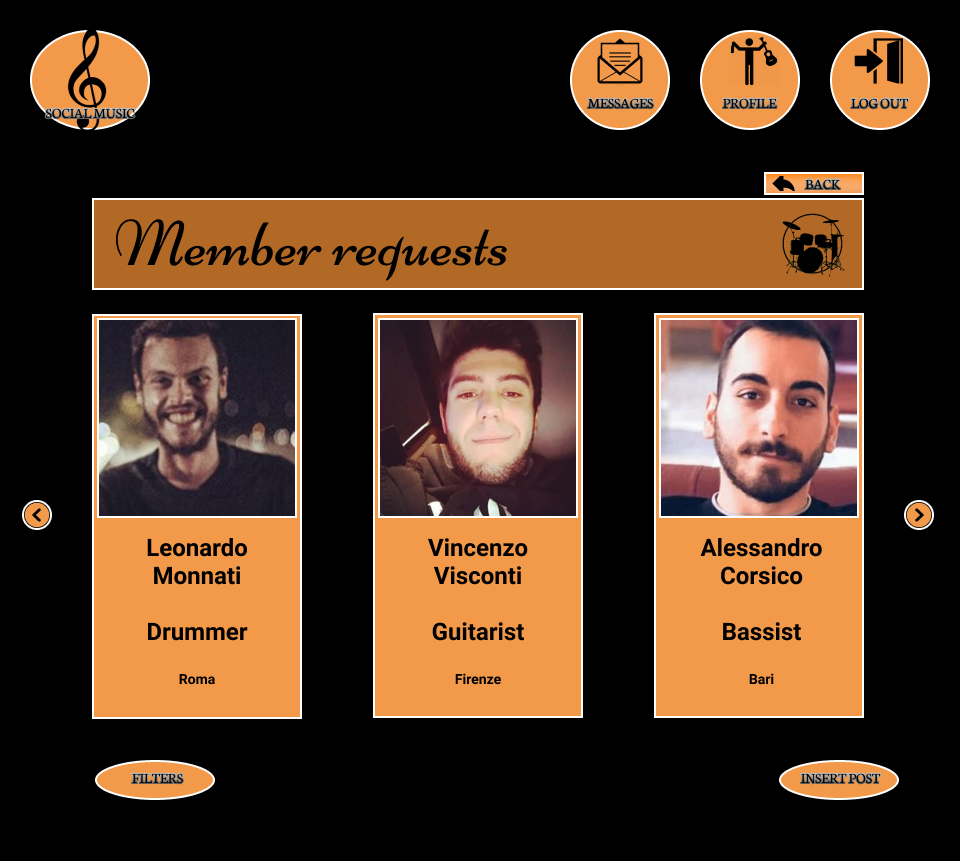 SOCIAL MUSIC
MESSAGES
PROFILE
LOG OUT
BACK
Member requests
Leonardo
Monnati
Drummer
Roma
Vincenzo
Visconti
Guitarist
Firenze
Alessandro
Corsico
Bassist
Bari
FILTERS
INSERT POST